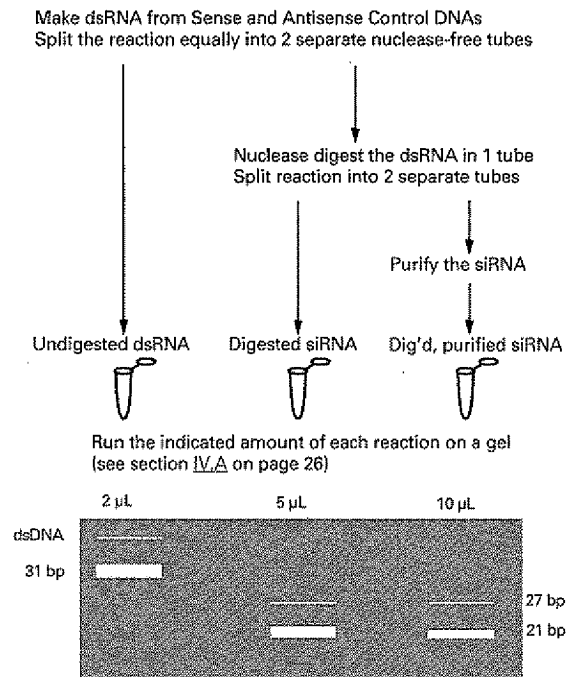 Make dsRNA from Sense and Antisense Control DNAs
Split the reaction equally into 2 separate nuclease-free tubes
Nuclease digest the dsRNA in 1 tube
Split reaction into 2 separate tubes
Purify the siRNA
Undigested dsRNA
Digested siRNA
Dig'd, purified siRNA
Run the indicated amount of each reaction on a gel
(see section IV.A on page 26)
2 µL
5 µL
10 µL
dsDNA
31 bp
27 bp
21 bp